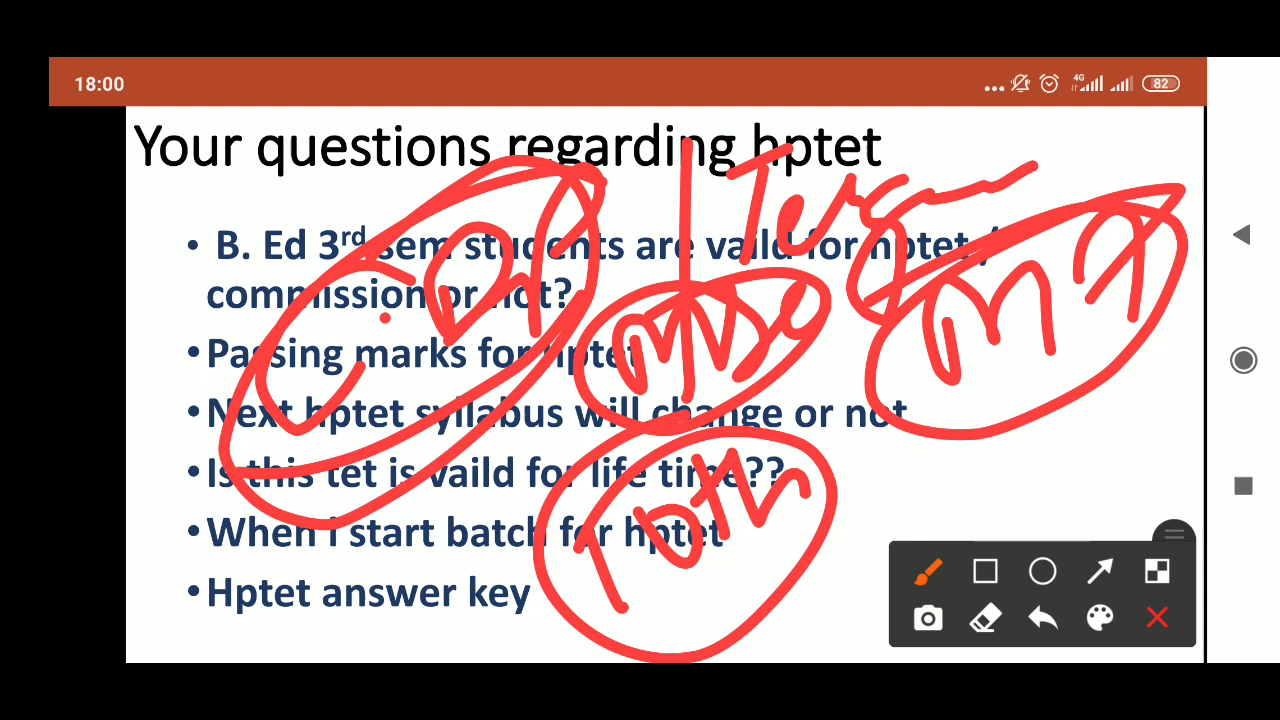 18:00
4G
82
Your questions regarding hptet
• B. Ed 3rd sem students are vaild for hptet /
commission or not?
• Passing marks for hptet
• Next hptet syllabus will change or not
• Is this tet is vaild for life time??
• When i start batch for hptet
• Hptet answer key